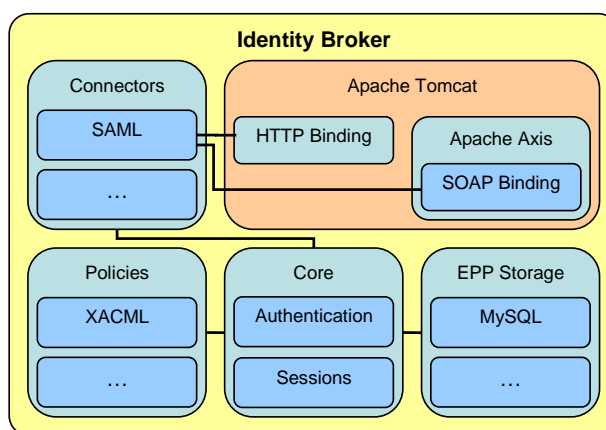 Identity Broker
Connectors
SAML
...
Apache Tomcat
HTTP Binding
Apache Axis
SOAP Binding
Policies
XACML
...
Core
Authentication
Sessions
EPP Storage
MySQL
...